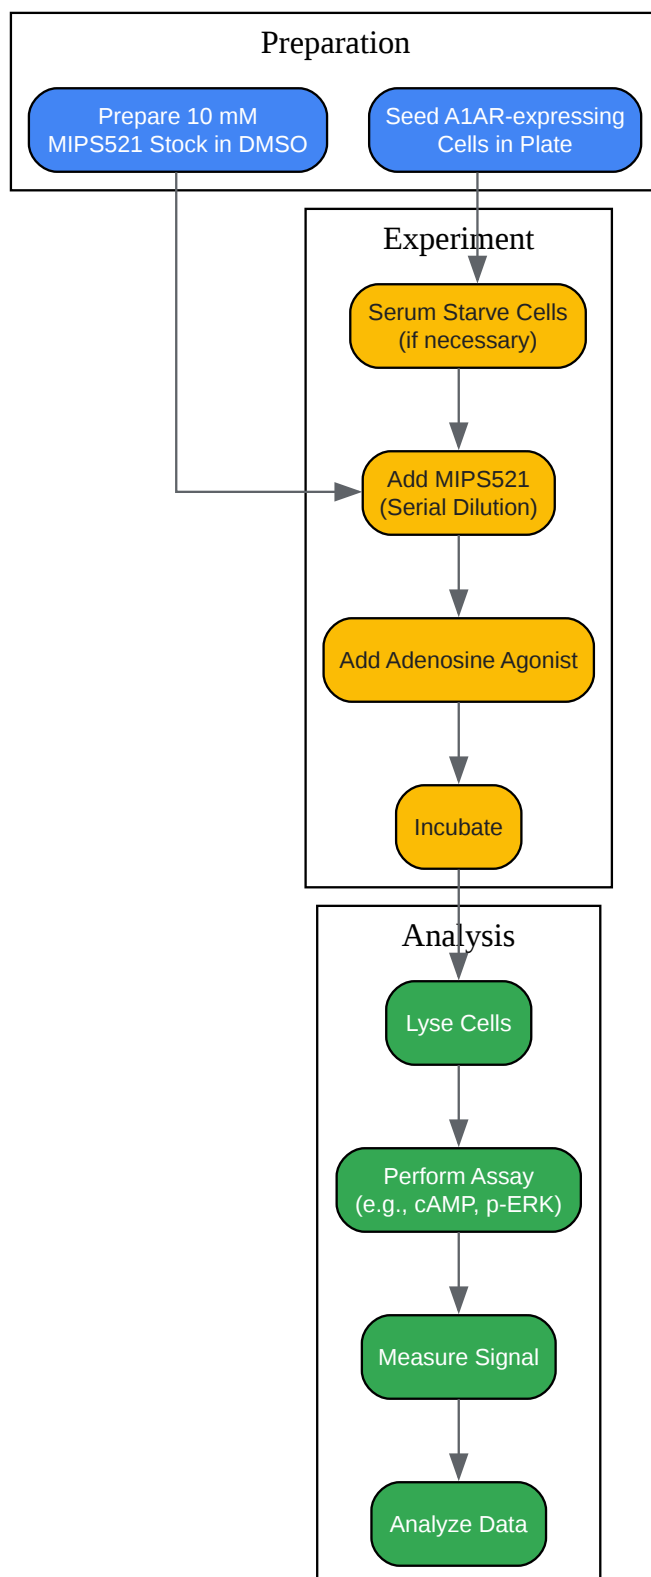 Preparation
Prepare 10 mM
MIPS521 Stock in DMSO
Seed A1AR-expressing
Cells in Plate
Experiment
Serum Starve Cells
(if necessary)
Add MIPS521
(Serial Dilution)
Add Adenosine Agonist
Incubate
Analysis
Lyse Cells
Perform Assay
(e.g., cAMP, p-ERK)
Measure Signal
Analyze Data